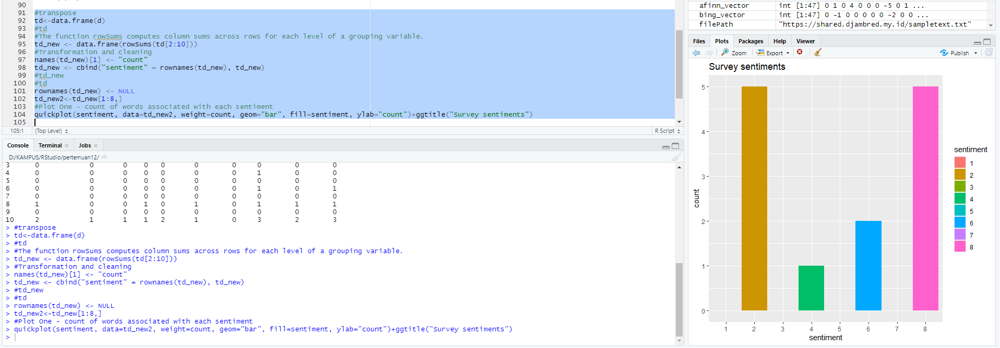 90
91 #transpose
92 td<-data.frame(d)
93 #td
94 #The function rowSums computes column sums across rows for each level of a grouping variable.
95 td_new <- data.frame(rowSums(td[2:10]))
96 #Transformation and cleaning
97 names(td_new)[1] <- "count"
98 td_new <- cbind("sentiment" = rownames(td_new), td_new)
99 #td_new
100 #td
101 rownames(td_new) <- NULL
102 td_new2<-td_new[1:8,]
103 #Plot One - count of words associated with each sentiment
104 quickplot(sentiment, data=td_new2, weight=count, geom="bar", fill=sentiment, ylab="count")+ggtitle("Survey sentiments")
105
105:1 (Top Level) R Script
Console Terminal Jobs
D:/KAMPUS/RStudio/pertemuan12/
3 0 0 0 0 0 0 0 0 0 0
4 0 0 0 0 0 0 0 1 0 0
5 0 0 0 0 0 0 0 0 0 0
6 0 0 0 0 0 0 0 1 0 1
7 0 0 0 0 0 0 0 0 0 0
8 1 0 0 1 0 1 0 1 1 1
9 0 0 0 0 0 0 0 0 0 0
10 2 1 1 1 2 1 0 3 2 3
> #transpose
> td<-data.frame(d)
> #td
> #The function rowSums computes column sums across rows for each level of a grouping variable.
> td_new <- data.frame(rowSums(td[2:10]))
> #Transformation and cleaning
> names(td_new)[1] <- "count"
> td_new <- cbind("sentiment" = rownames(td_new), td_new)
> #td_new
> #td
> rownames(td_new) <- NULL
> td_new2<-td_new[1:8,]
> #Plot One - count of words associated with each sentiment
> quickplot(sentiment, data=td_new2, weight=count, geom="bar", fill=sentiment, ylab="count")+ggtitle("Survey sentiments")
>
afinn_vector int [1:47] 0 1 0 4 0 0 0 -5 0 1 ...
bing_vector int [1:47] 0 -1 0 0 0 0 0 -2 0 0 ...
filePath "https://shared.djambred.my.id/sampletext.txt"
Files Plots Packages Help Viewer
Zoom Export Publish
Survey sentiments
5
4
3
2
1
0
count
1 2 3 4 5 6 7 8
sentiment
sentiment
1
2
3
4
5
6
7
8